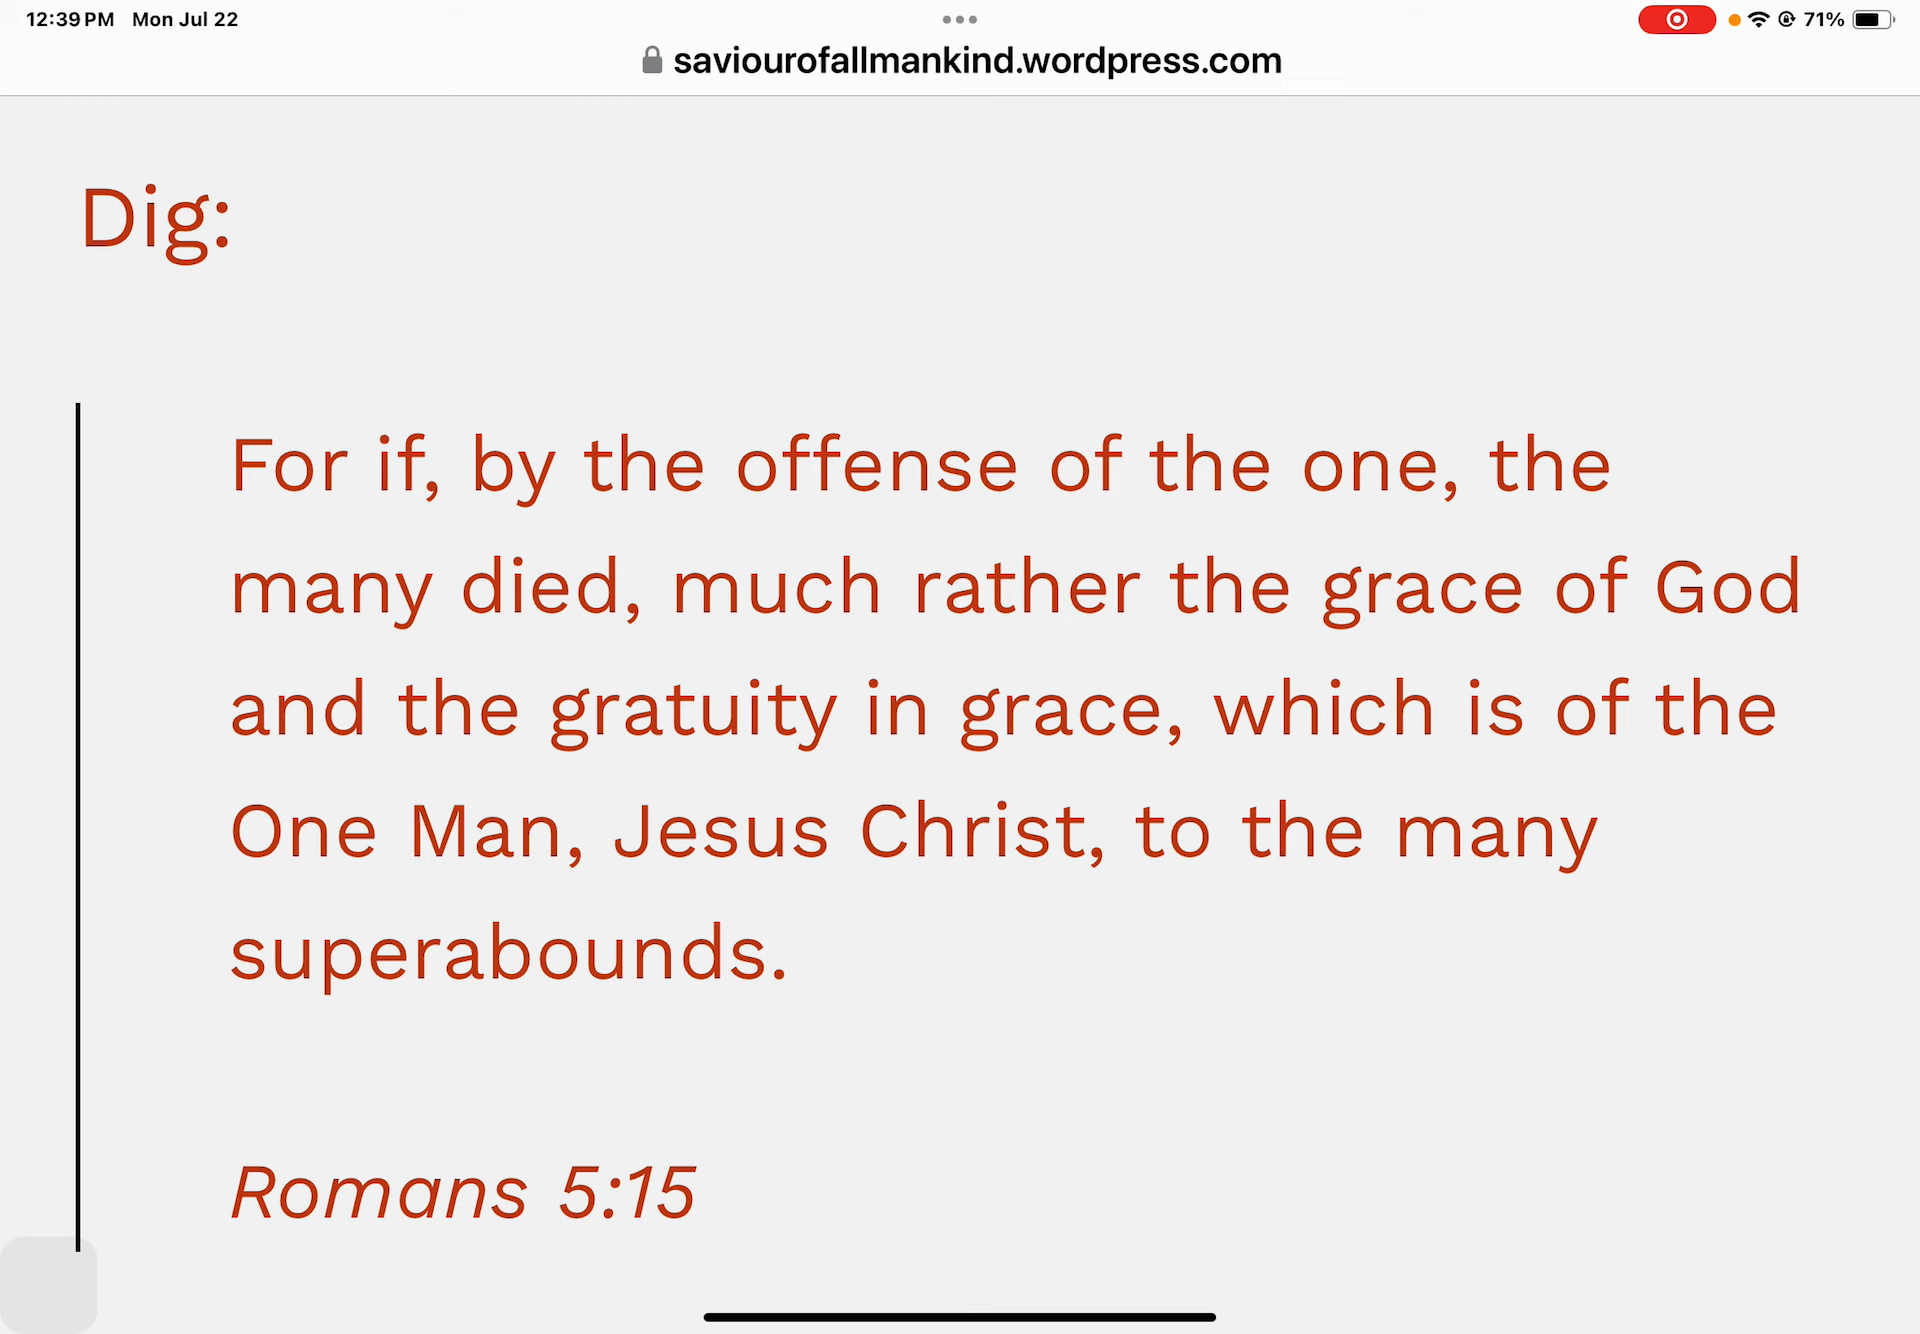 12:39 PM Mon Jul 22
71%
saviourofallmankind.wordpress.com
Dig:
For if, by the offense of the one, the
many died, much rather the grace of God
and the gratuity in grace, which is of the
One Man, Jesus Christ, to the many
superabounds.
Romans 5:15